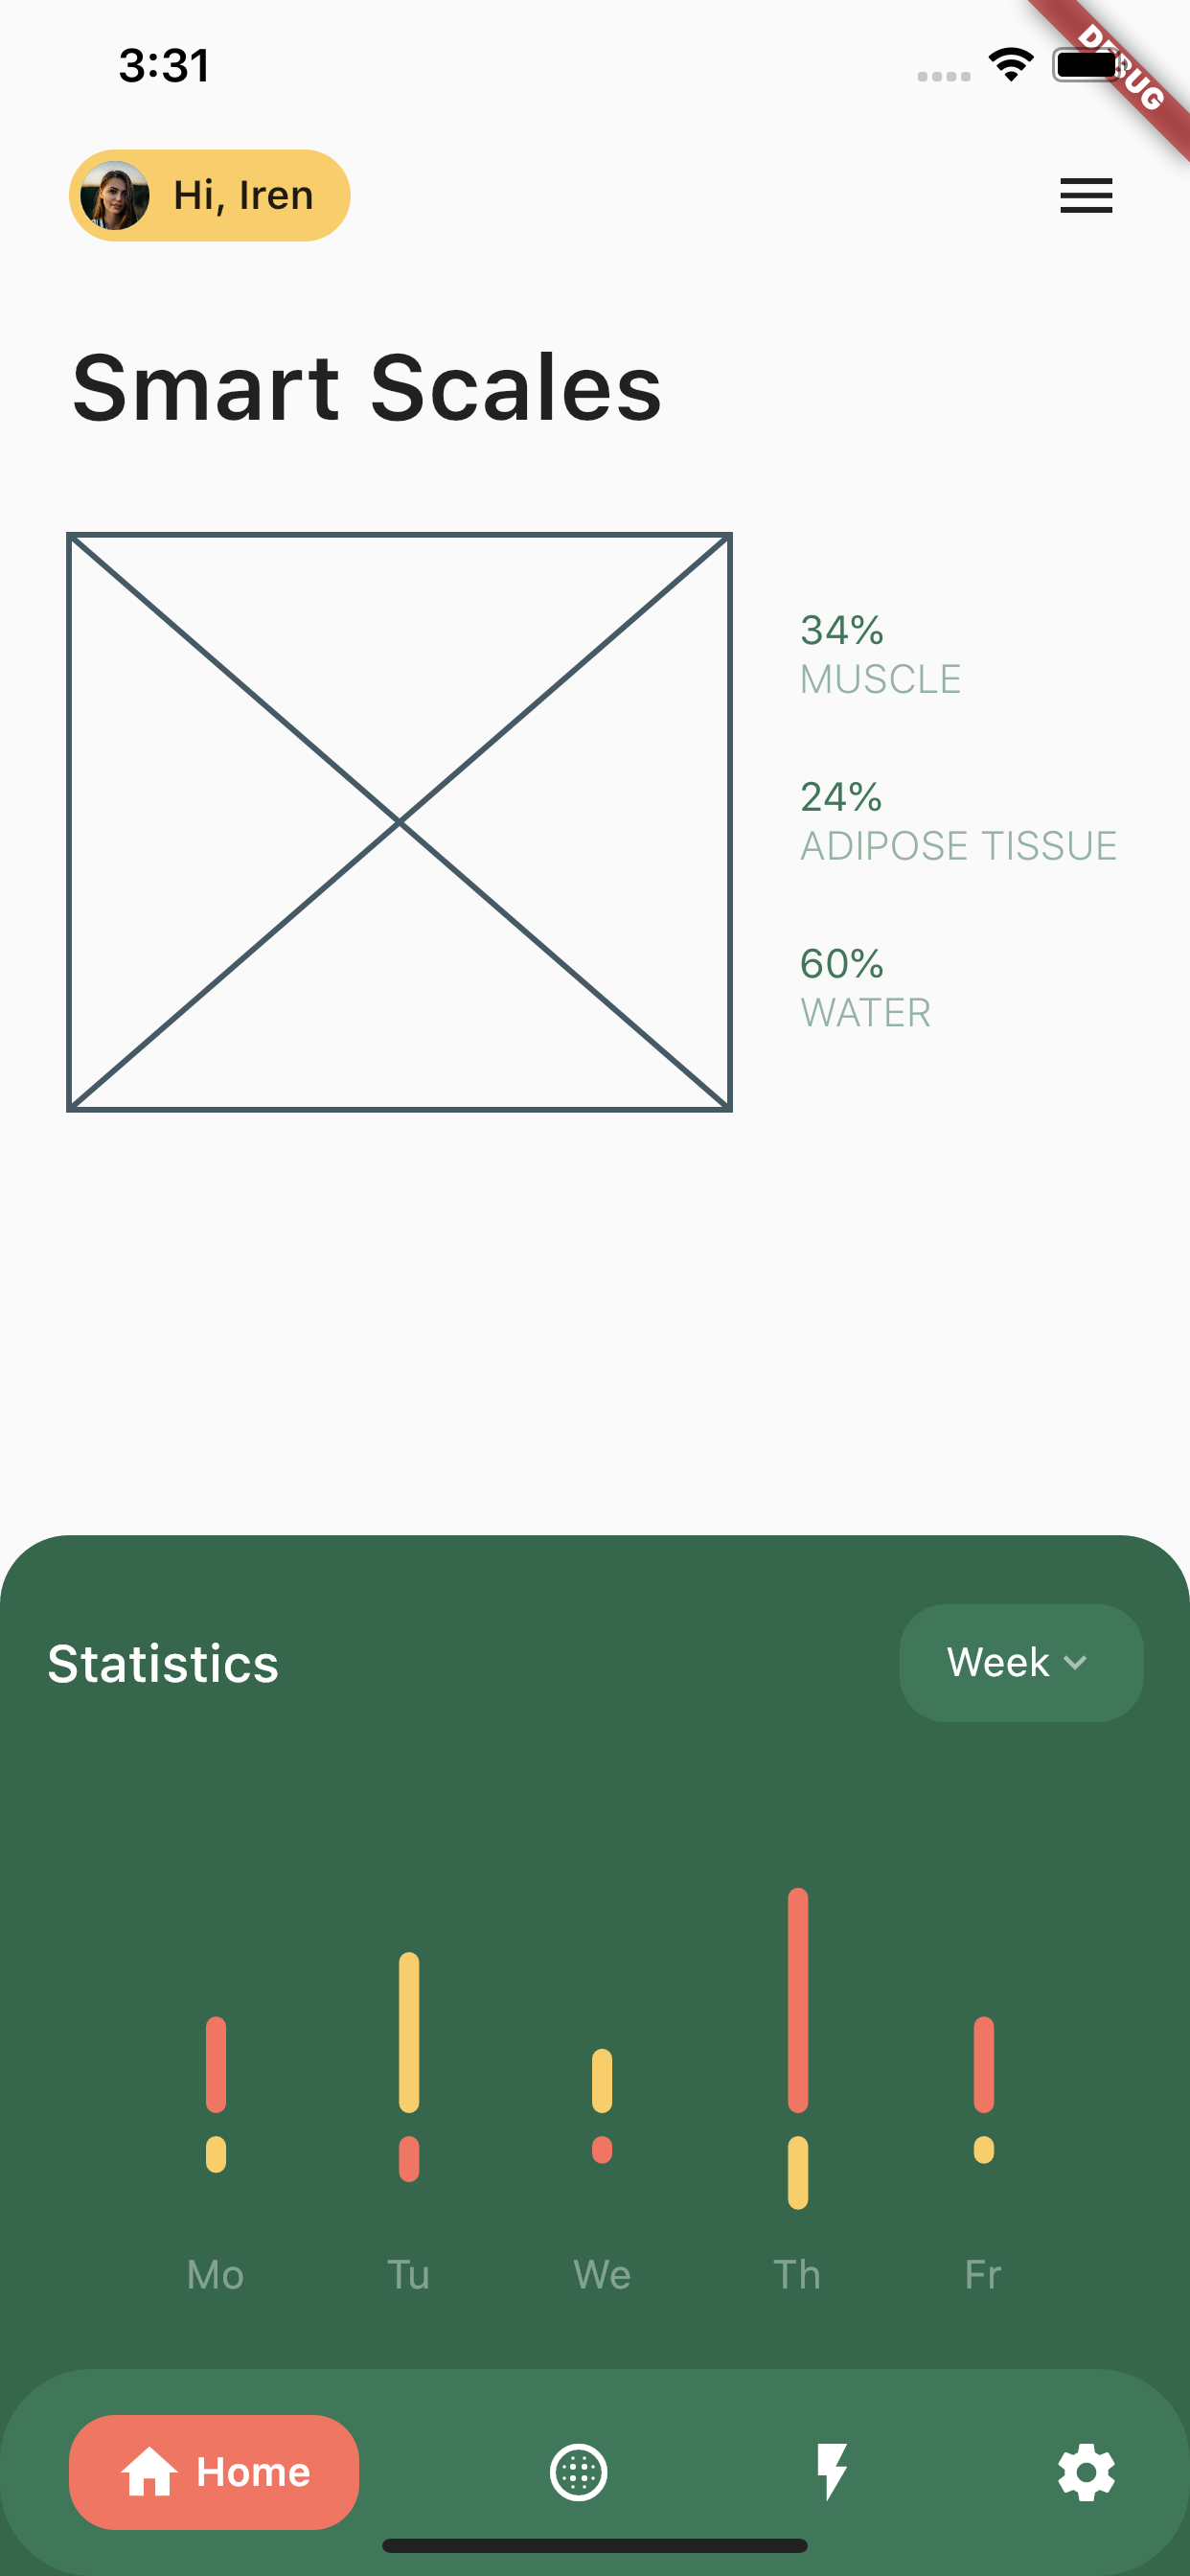 3:31
DEBUG
Hi, Iren
Smart Scales
34%
MUSCLE
24%
ADIPOSE TISSUE
60%
WATER
Statistics
Week
Mo Tu We Th Fr
Home